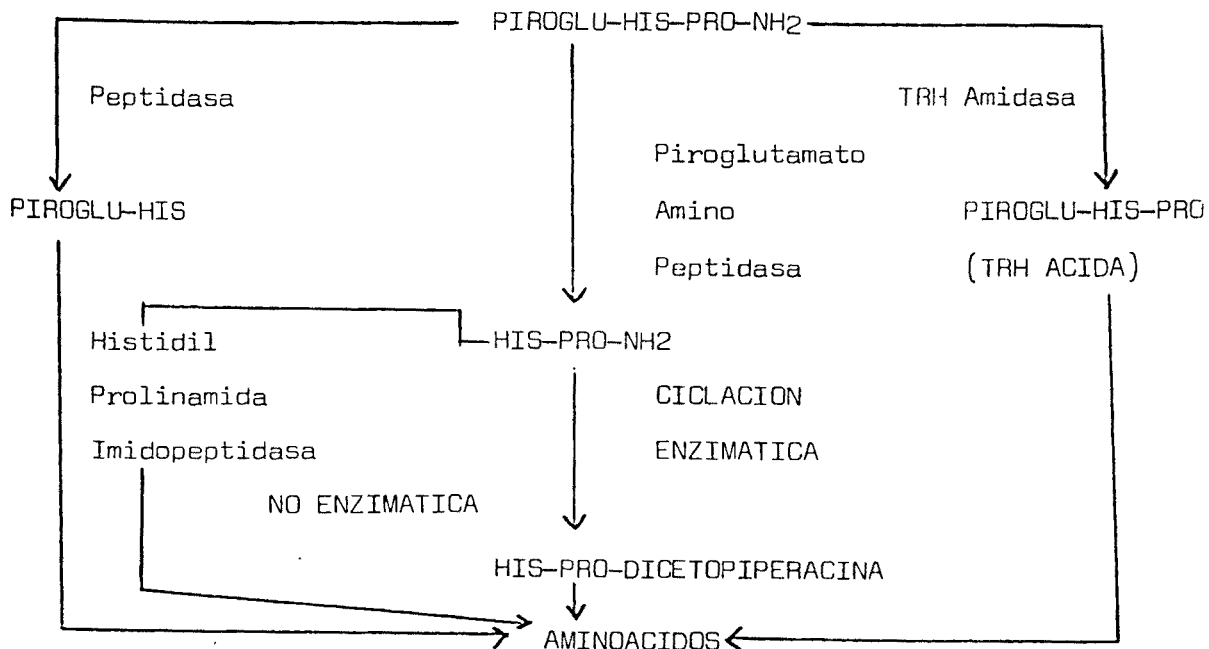 PIROGLU-HIS-PRO-NH2
Peptidasa
TRH Amidasa
Piroglutamato
PIROGLU-HIS
Amino
PIROGLU-HIS-PRO
Peptidasa
(TRH ACIDA)
Histidil
HIS-PRO-NH2
Prolinamida
CICLACION
Imidopeptidasa
ENZIMATICA
NO ENZIMATICA
HIS-PRO-DICETOPIPERACINA
AMINOACIDOS